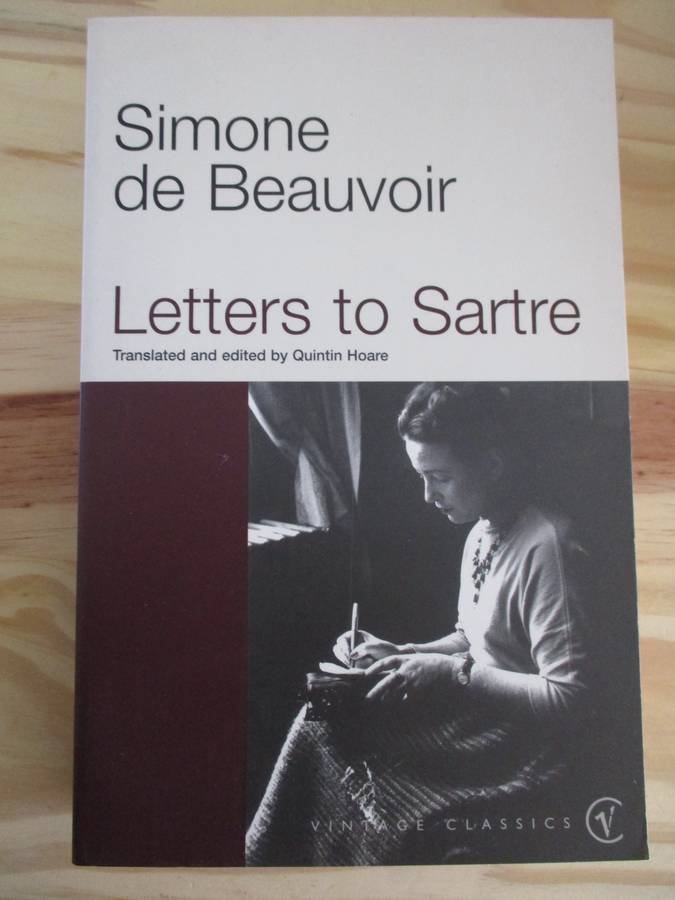 Simone
de Beauvoir
Letters to Sartre
Translated and edited by Quintin Hoare
VINTAGE CLASSICS